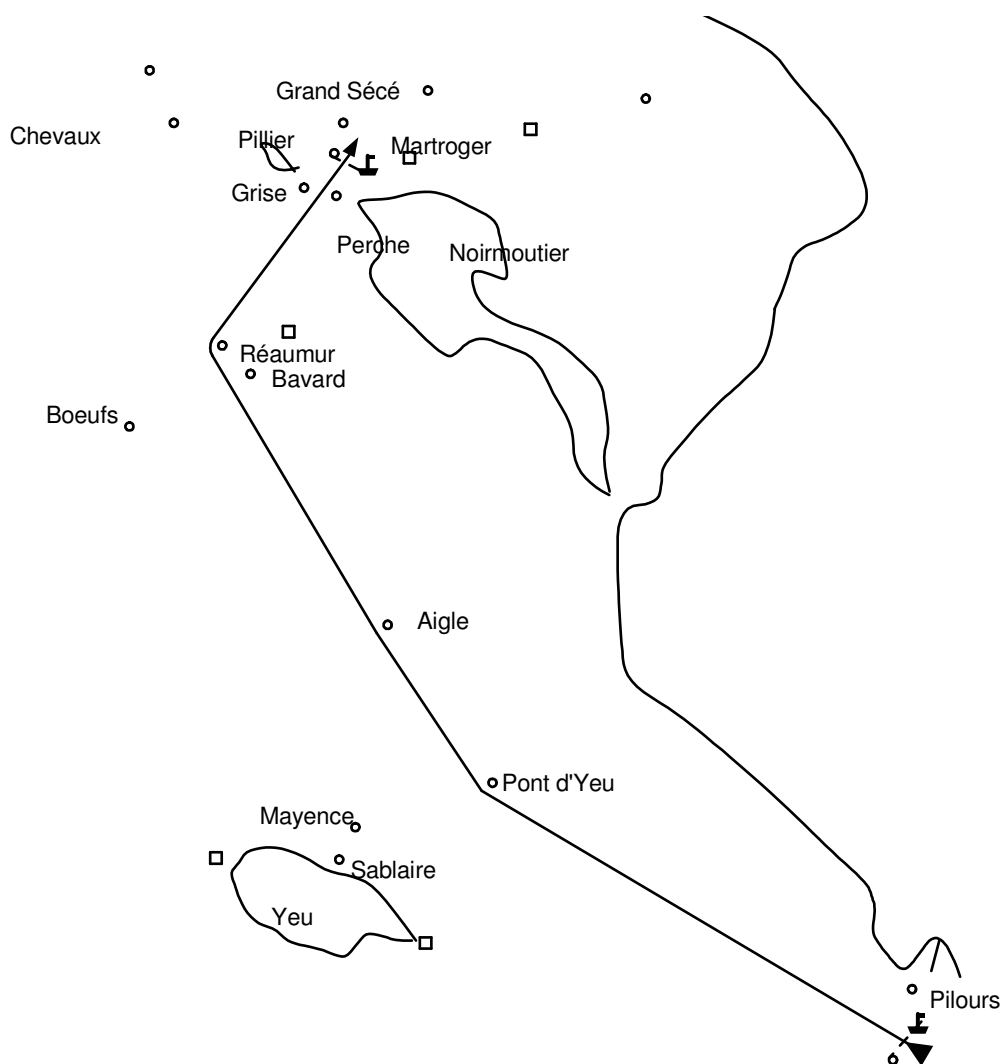 Grand Sécé
Chevaux
Pillier
Martroger
Grise
Perche
Noirmoutier
Réaumur
Bavard
Boeufs
Aigle
Pont d'Yeu
Mayence
Sablaire
Yeu
Pilours